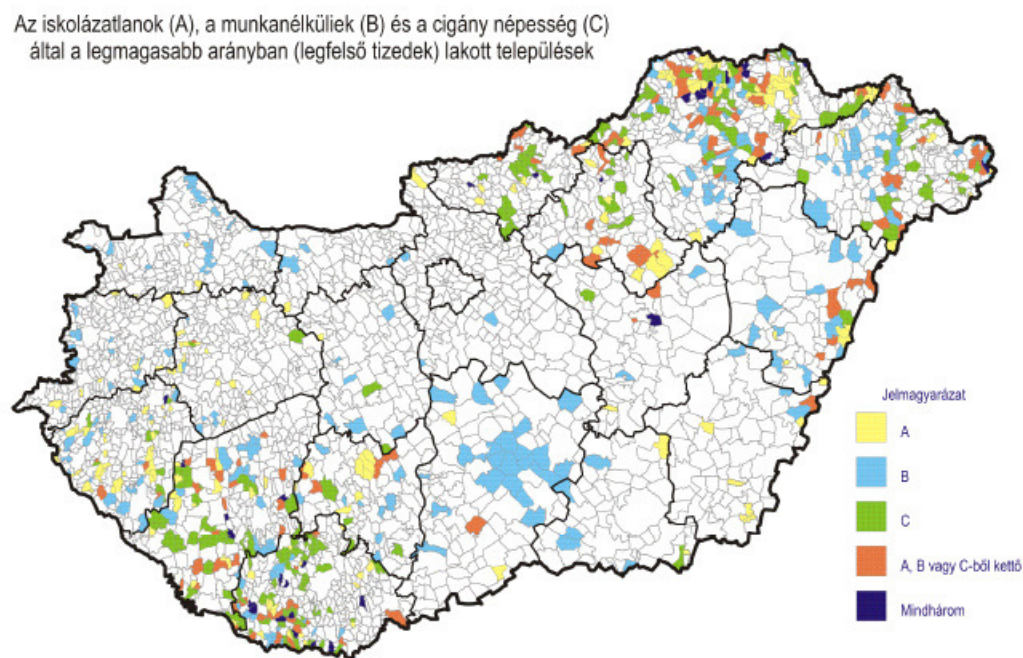 Az iskolázatlanok (A), a munkanélküliek (B) és a cigány népesség (C)
által a legmagasabb arányban (legfelső tizedek) lakott települések
Jelmagyarázat
A
B
C
A, B vagy C-ből kettő
Mindhárom